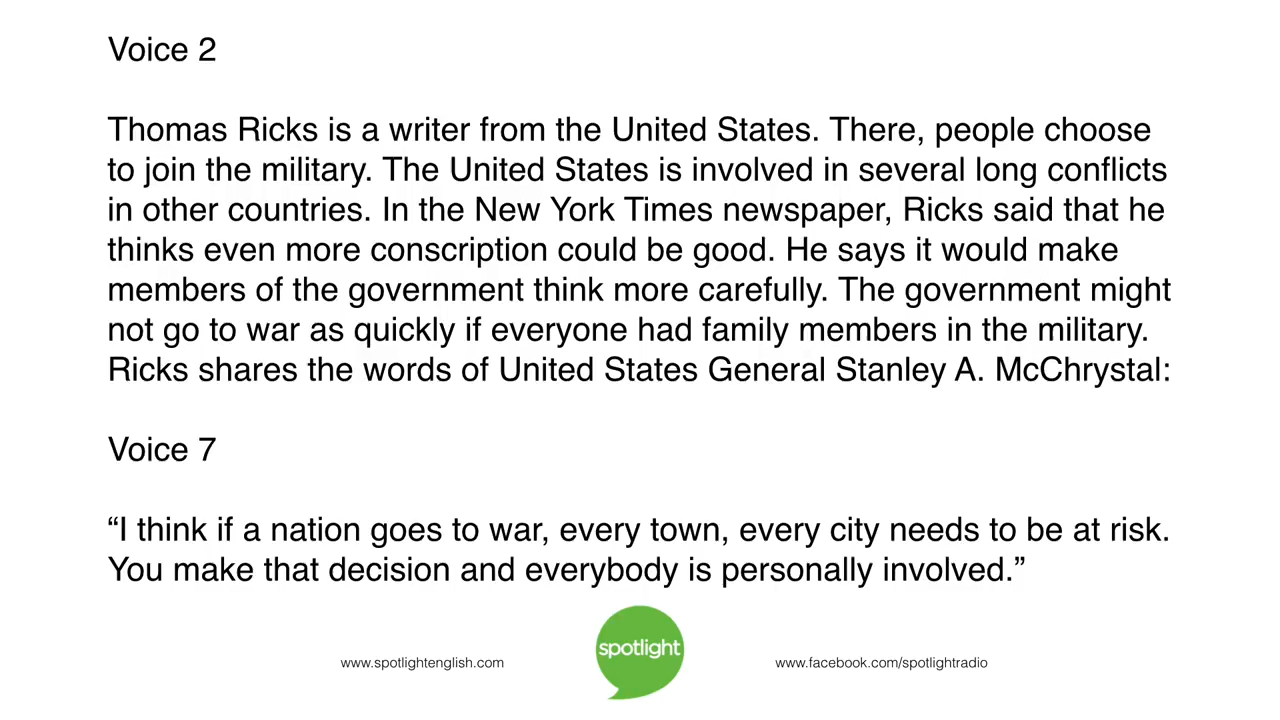 Voice 2
Thomas Ricks is a writer from the United States. There, people choose
to join the military. The United States is involved in several long conflicts
in other countries. In the New York Times newspaper, Ricks said that he
thinks even more conscription could be good. He says it would make
members of the government think more carefully. The government might
not go to war as quickly if everyone had family members in the military.
Ricks shares the words of United States General Stanley A. McChrystal:
Voice 7
“I think if a nation goes to war, every town, every city needs to be at risk.
You make that decision and everybody is personally involved.”
spotlight
www.spotlightenglish.com
www.facebook.com/spotlightradio